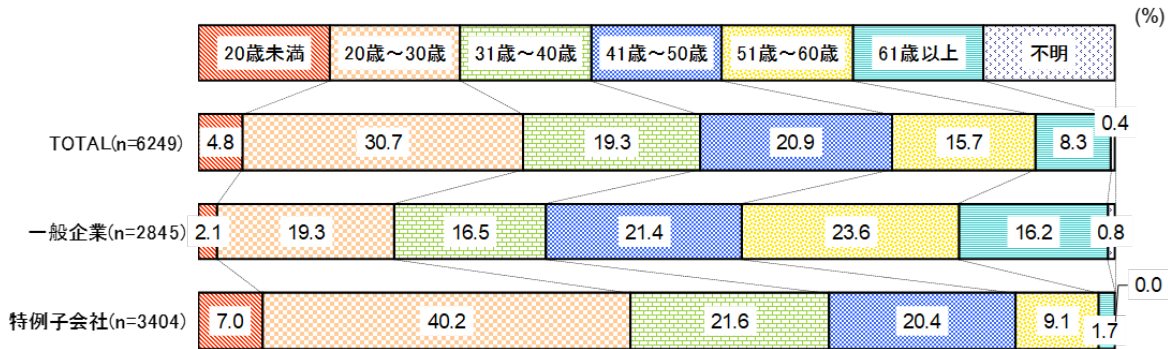 (%)
20歳未満 20歳～30歳 31歳～40歳 41歳～50歳 51歳～60歳 61歳以上 不明
TOTAL(n=6249) 4.8 30.7 19.3 20.9 15.7 8.3 0.4
一般企業(n=2845) 2.1 19.3 16.5 21.4 23.6 16.2 0.8
特例子会社(n=3404) 7.0 40.2 21.6 20.4 9.1 1.7 0.0